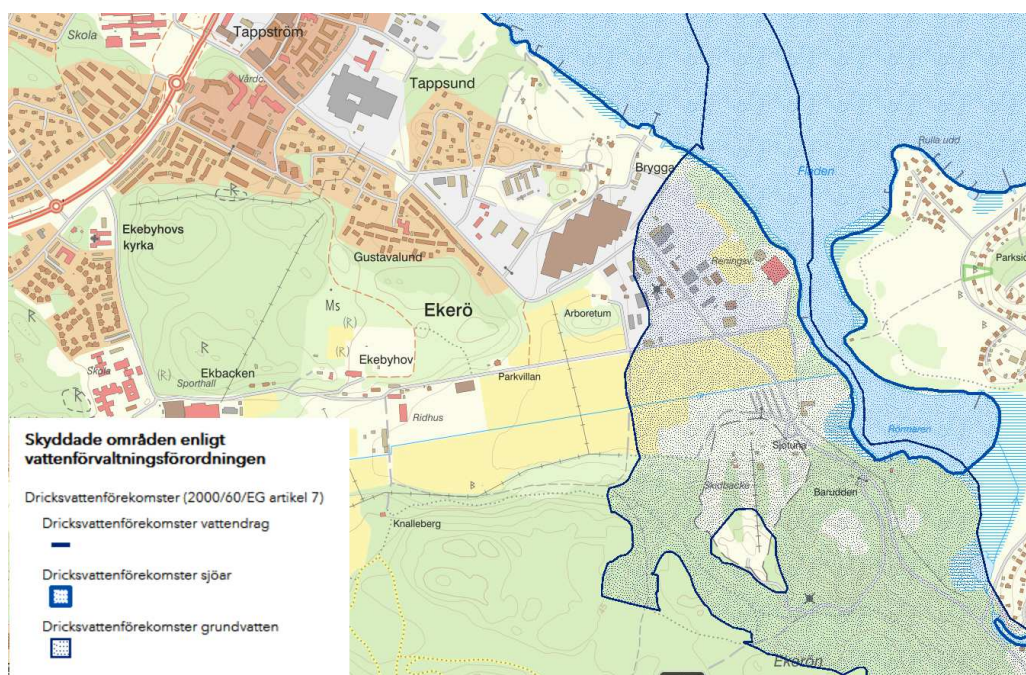 Skola
Tappström
Vårdc.
Tappsund
Rulla udd
Fladen
Brygga
Ekebyhovs
kyrka
Gustavalund
Reningsv.
Parksid
Ms
(R)
Ekerö
Arboretum
R
R
(R)
Ekebyhov
Skola
(R)
Ekbacken
Sporthall
Parkvillan
Ridhus
Rörmaren
Sjötuna
Skidbacke
Barudden
R
Knalleberg
Ekerön
Skyddade områden enligt
vattenförvaltningsförordningen
Dricksvattenförekomster (2000/60/EG artikel 7)
Dricksvattenförekomster vattendrag
Dricksvattenförekomster sjöar
Dricksvattenförekomster grundvatten